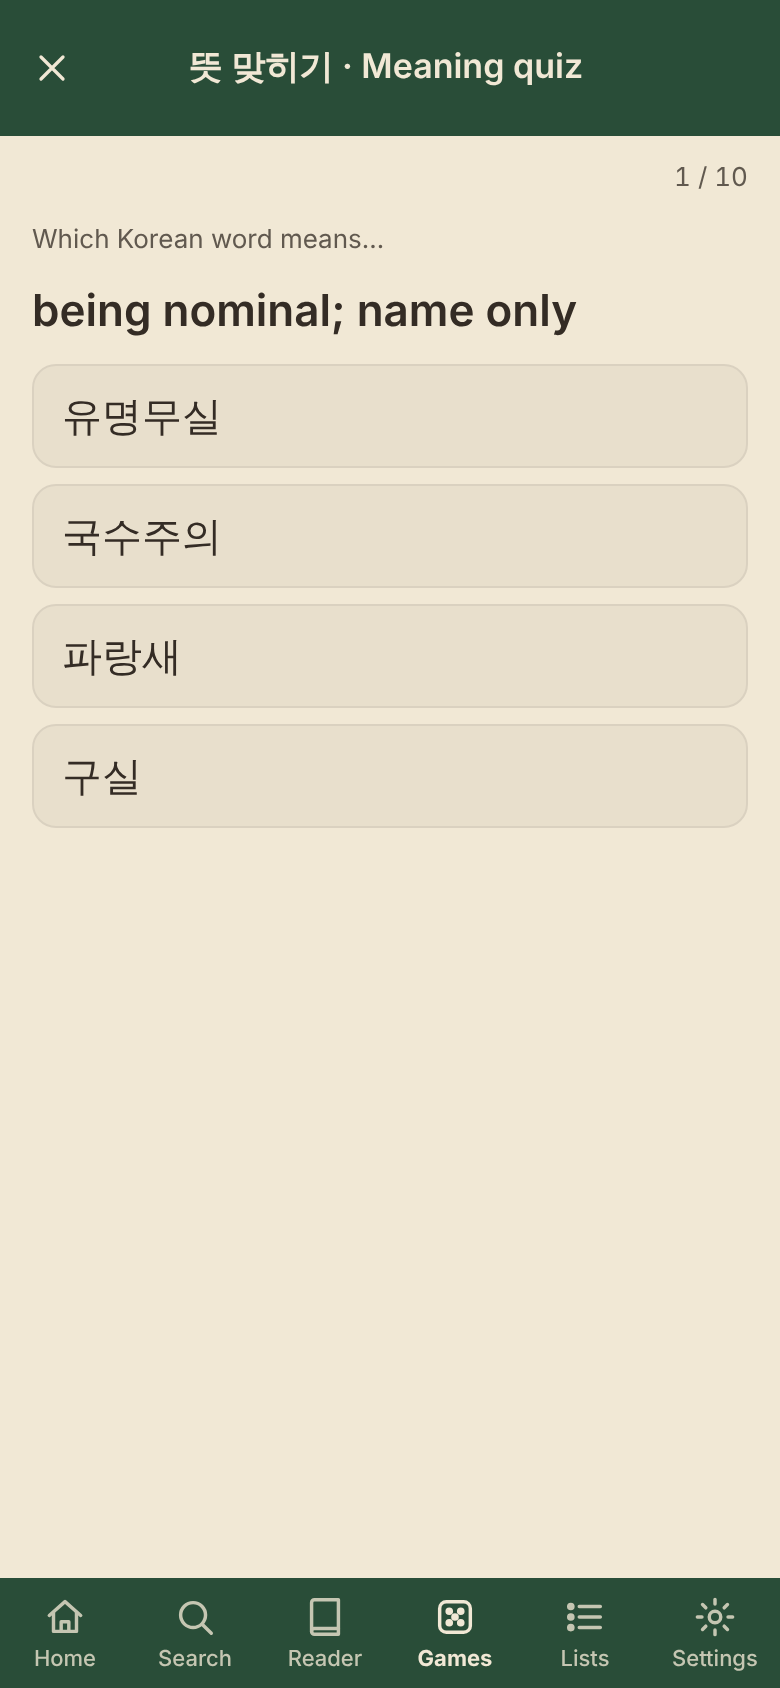 뜻 맞히기 · Meaning quiz
1 / 10
Which Korean word means...
being nominal; name only
유명무실
국수주의
파랑새
구실
Home
Search
Reader
Games
Lists
Settings